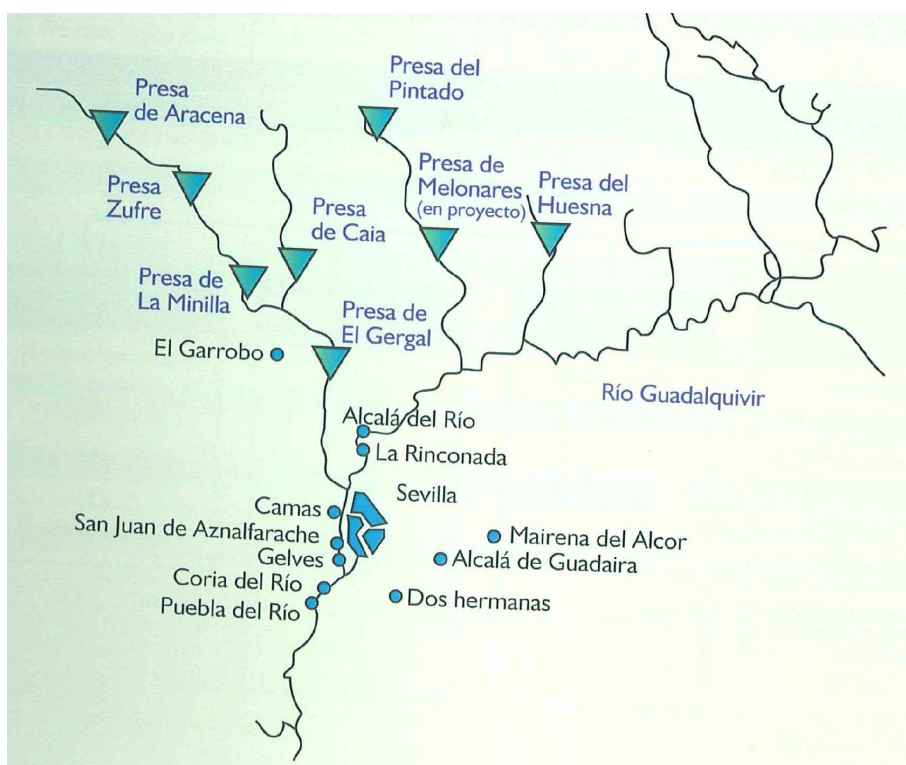 Presa del
Pintado
Presa
de Aracena
Presa de
Melonares
(en proyecto)
Presa del
Huesna
Presa
Zufre
Presa
de Caia
Presa de
La Minilla
Presa de
El Gergal
El Garrobo
Río Guadalquivir
Alcalá del Río
La Rinconada
Sevilla
Camas
San Juan de Aznalfarache
Gelves
Mairena del Alcor
Alcalá de Guadaira
Coria del Río
Dos hermanas
Puebla del Río